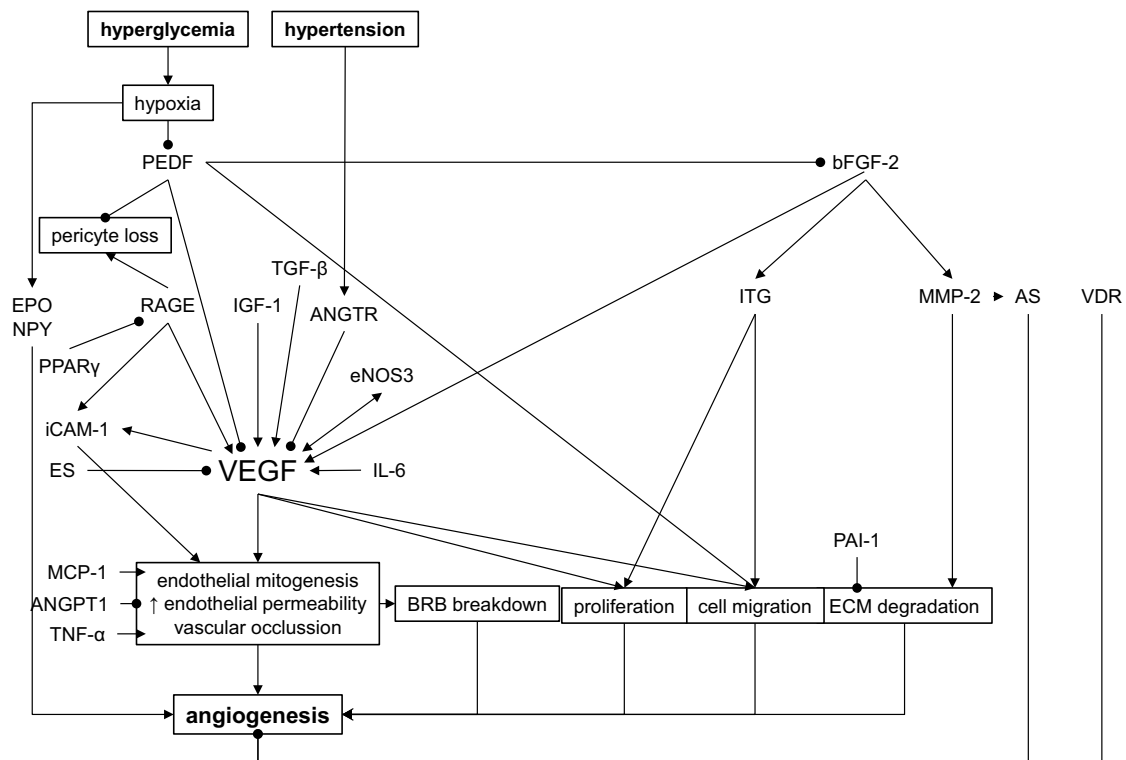 hyperglycemia
hypertension
hypoxia
PEDF
bFGF-2
pericyte loss
TGF-β
EPO
NPY
RAGE
IGF-1
ANGTR
ITG
MMP-2
AS
VDR
PPARγ
eNOS3
iCAM-1
ES
VEGF
IL-6
PAI-1
MCP-1
ANGPT1
TNF-α
endothelial mitogenesis
↑ endothelial permeability
vascular occlussion
BRB breakdown
proliferation
cell migration
ECM degradation
angiogenesis